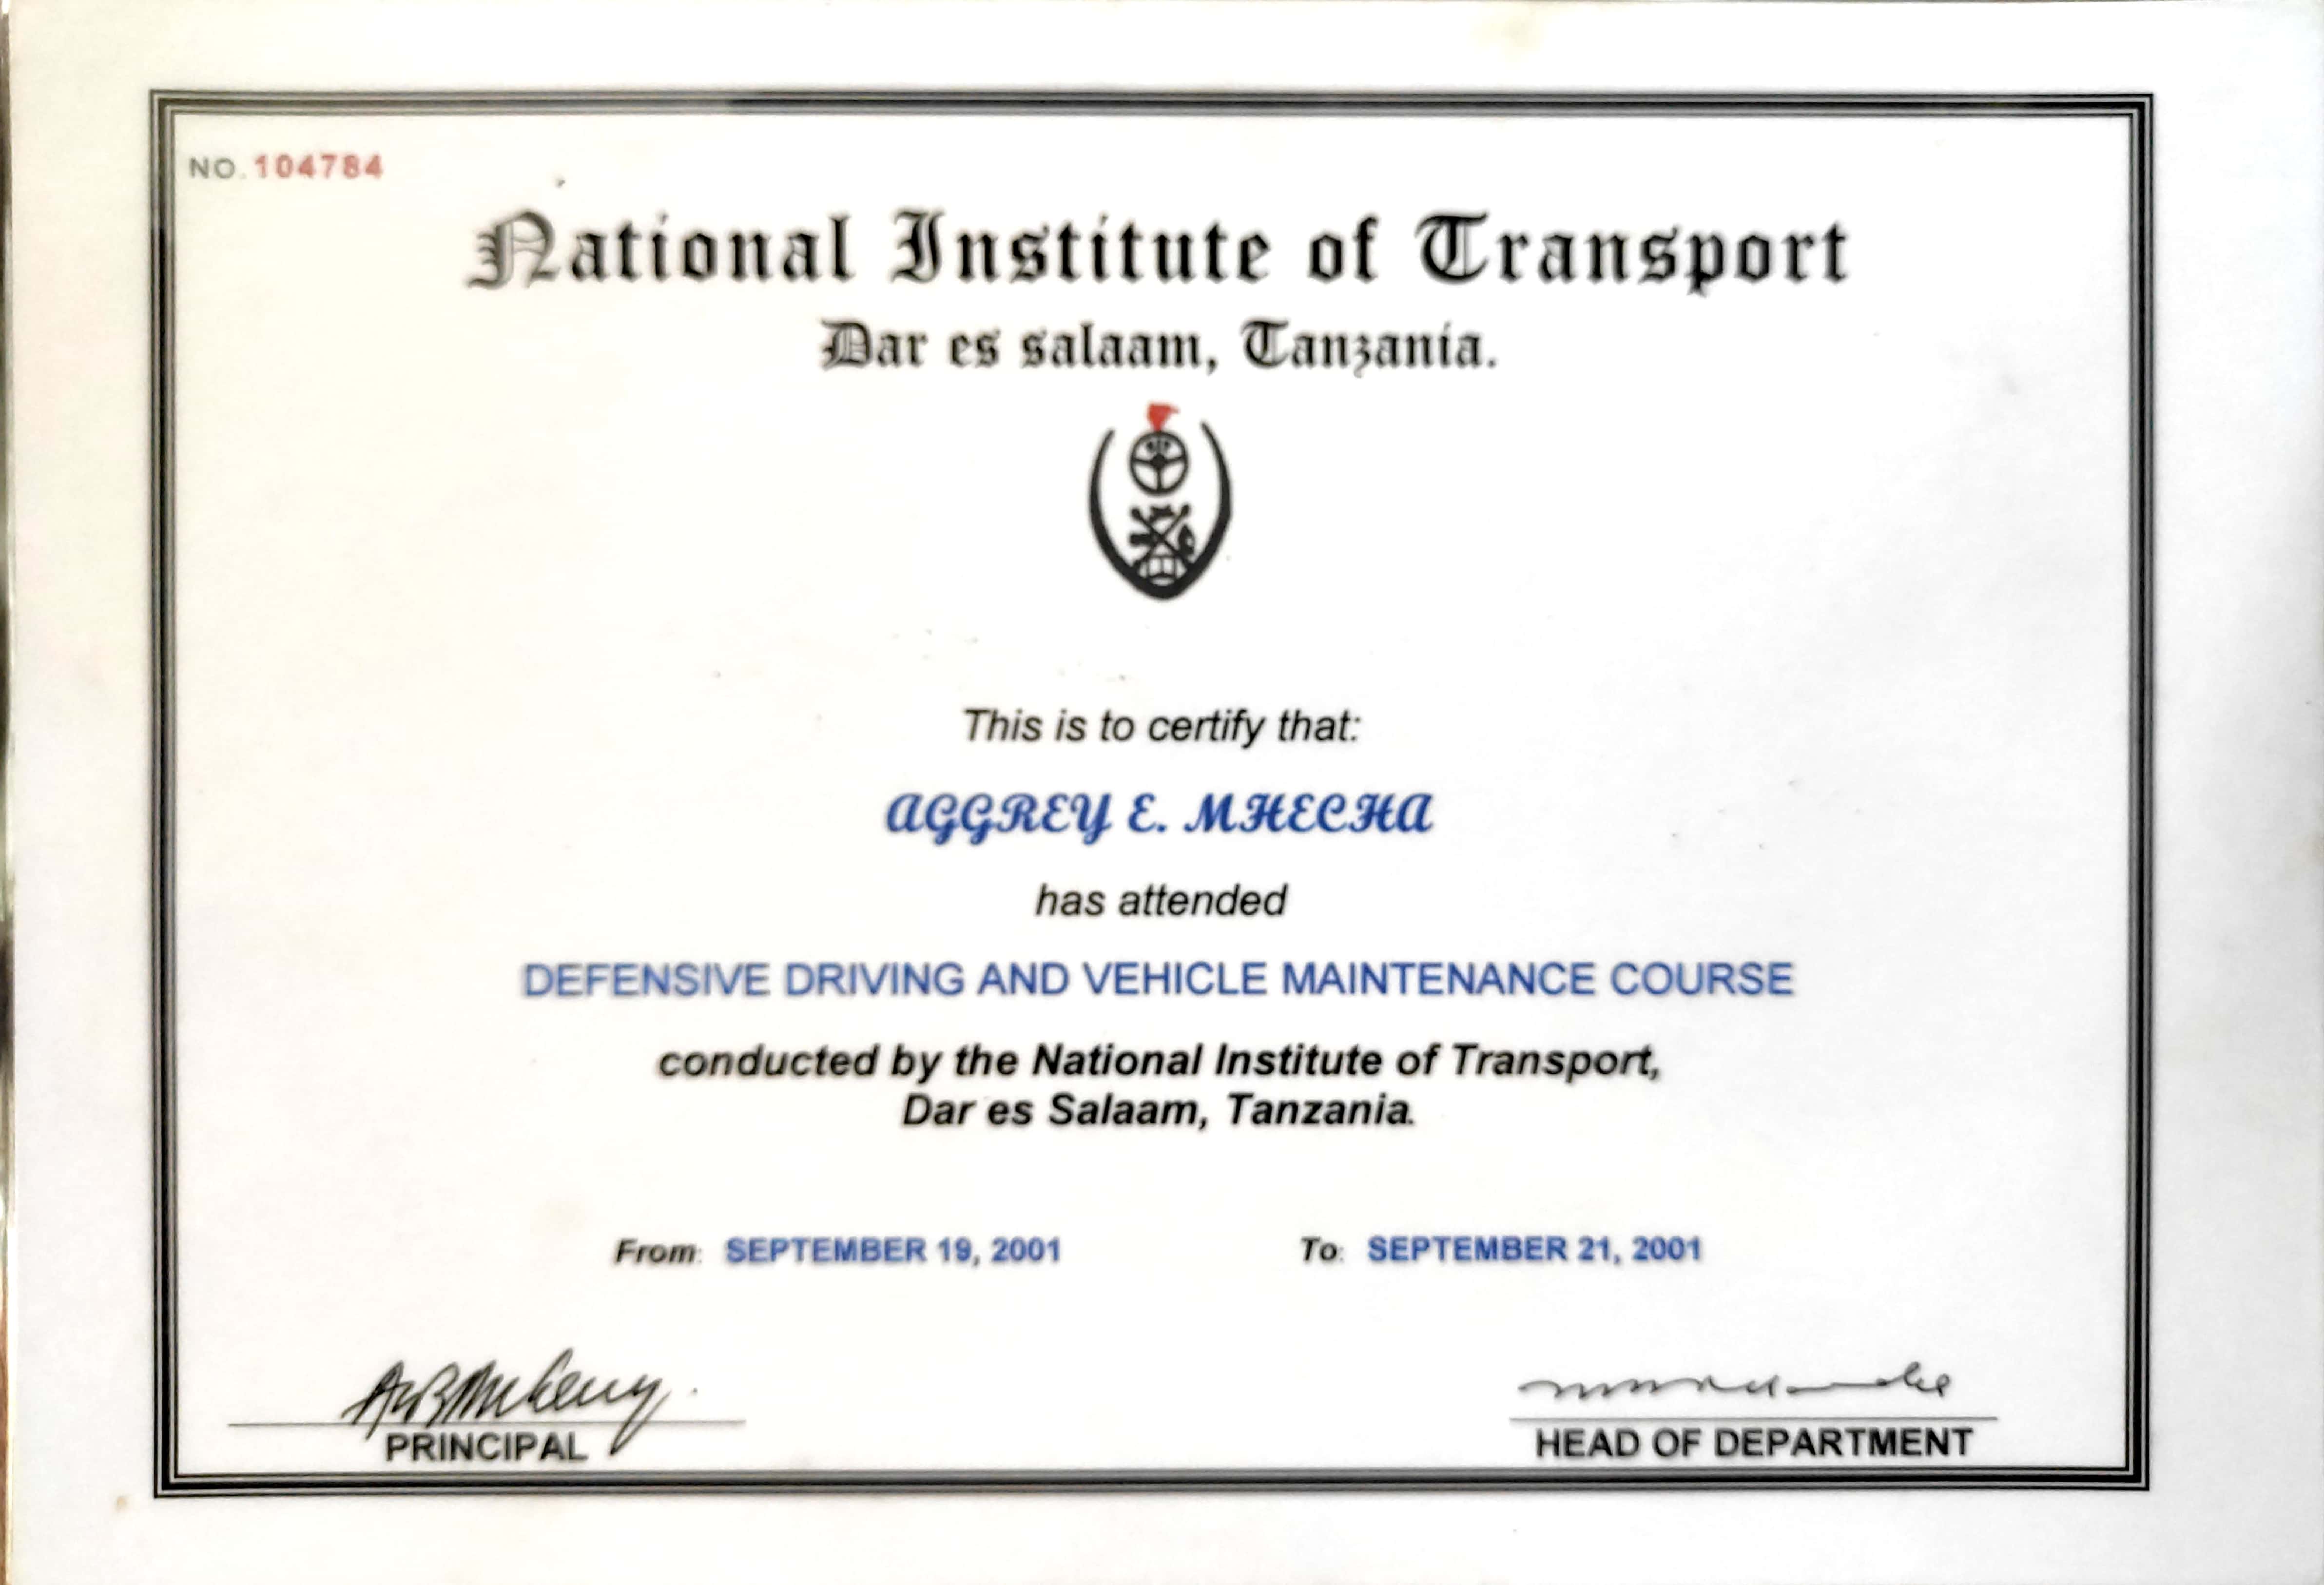 NO. 104784
National Institute of Transport
Dar es salaam, Tanzania.
This is to certify that:
AGGREY E. MHECHA
has attended
DEFENSIVE DRIVING AND VEHICLE MAINTENANCE COURSE
conducted by the National Institute of Transport,
Dar es Salaam, Tanzania.
From: SEPTEMBER 19, 2001 To: SEPTEMBER 21, 2001
PRINCIPAL HEAD OF DEPARTMENT